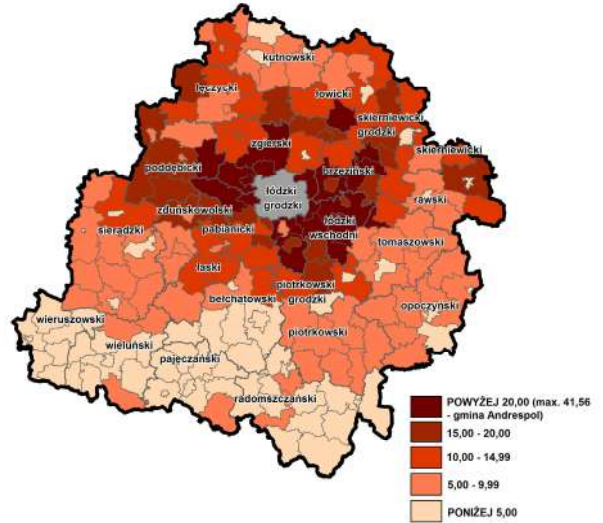 kutnowski
łęczycki
łowicki
skierniewicki
grodzki
zgierski
skierniewicki
poddębicki
brzeziński
łódzki
grodzki
rawski
zduńskowolski
sieradzki
pabianicki
łódzki
wschodni
tomaszowski
łaski
piotrkowski
grodzki
bełchatowski
opoczyński
wieruszowski
piotrkowski
wieluński
pajęczański
radomszczański
POWYŻEJ 20,00 (max. 41,56
- gmina Andrespol)
15,00 - 20,00
10,00 - 14,99
5,00 - 9,99
PONIŻEJ 5,00